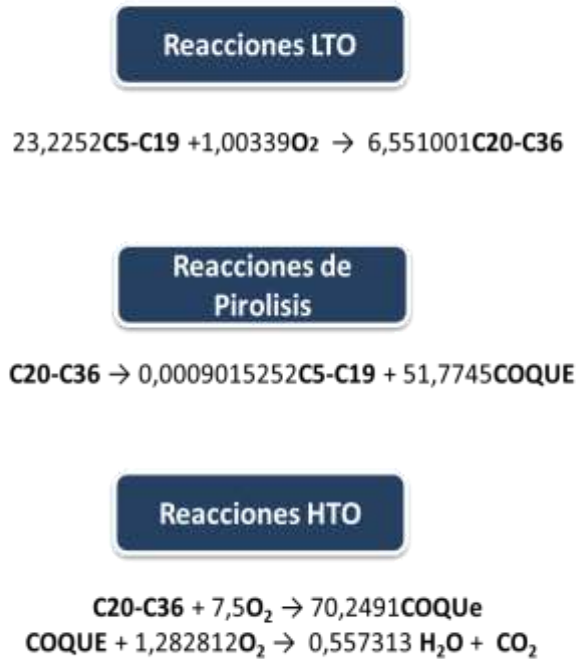 Reacciones LTO
23,2252C5-C19 +1,00339O₂ → 6,551001C20-C36
Reacciones de
Pirolisis
C20-C36 → 0,0009015252C5-C19 + 51,7745COQUE
Reacciones HTO
C20-C36 + 7,5O₂ → 70,2491COQUe
COQUE + 1,282812O₂ → 0,557313 H₂O + CO₂